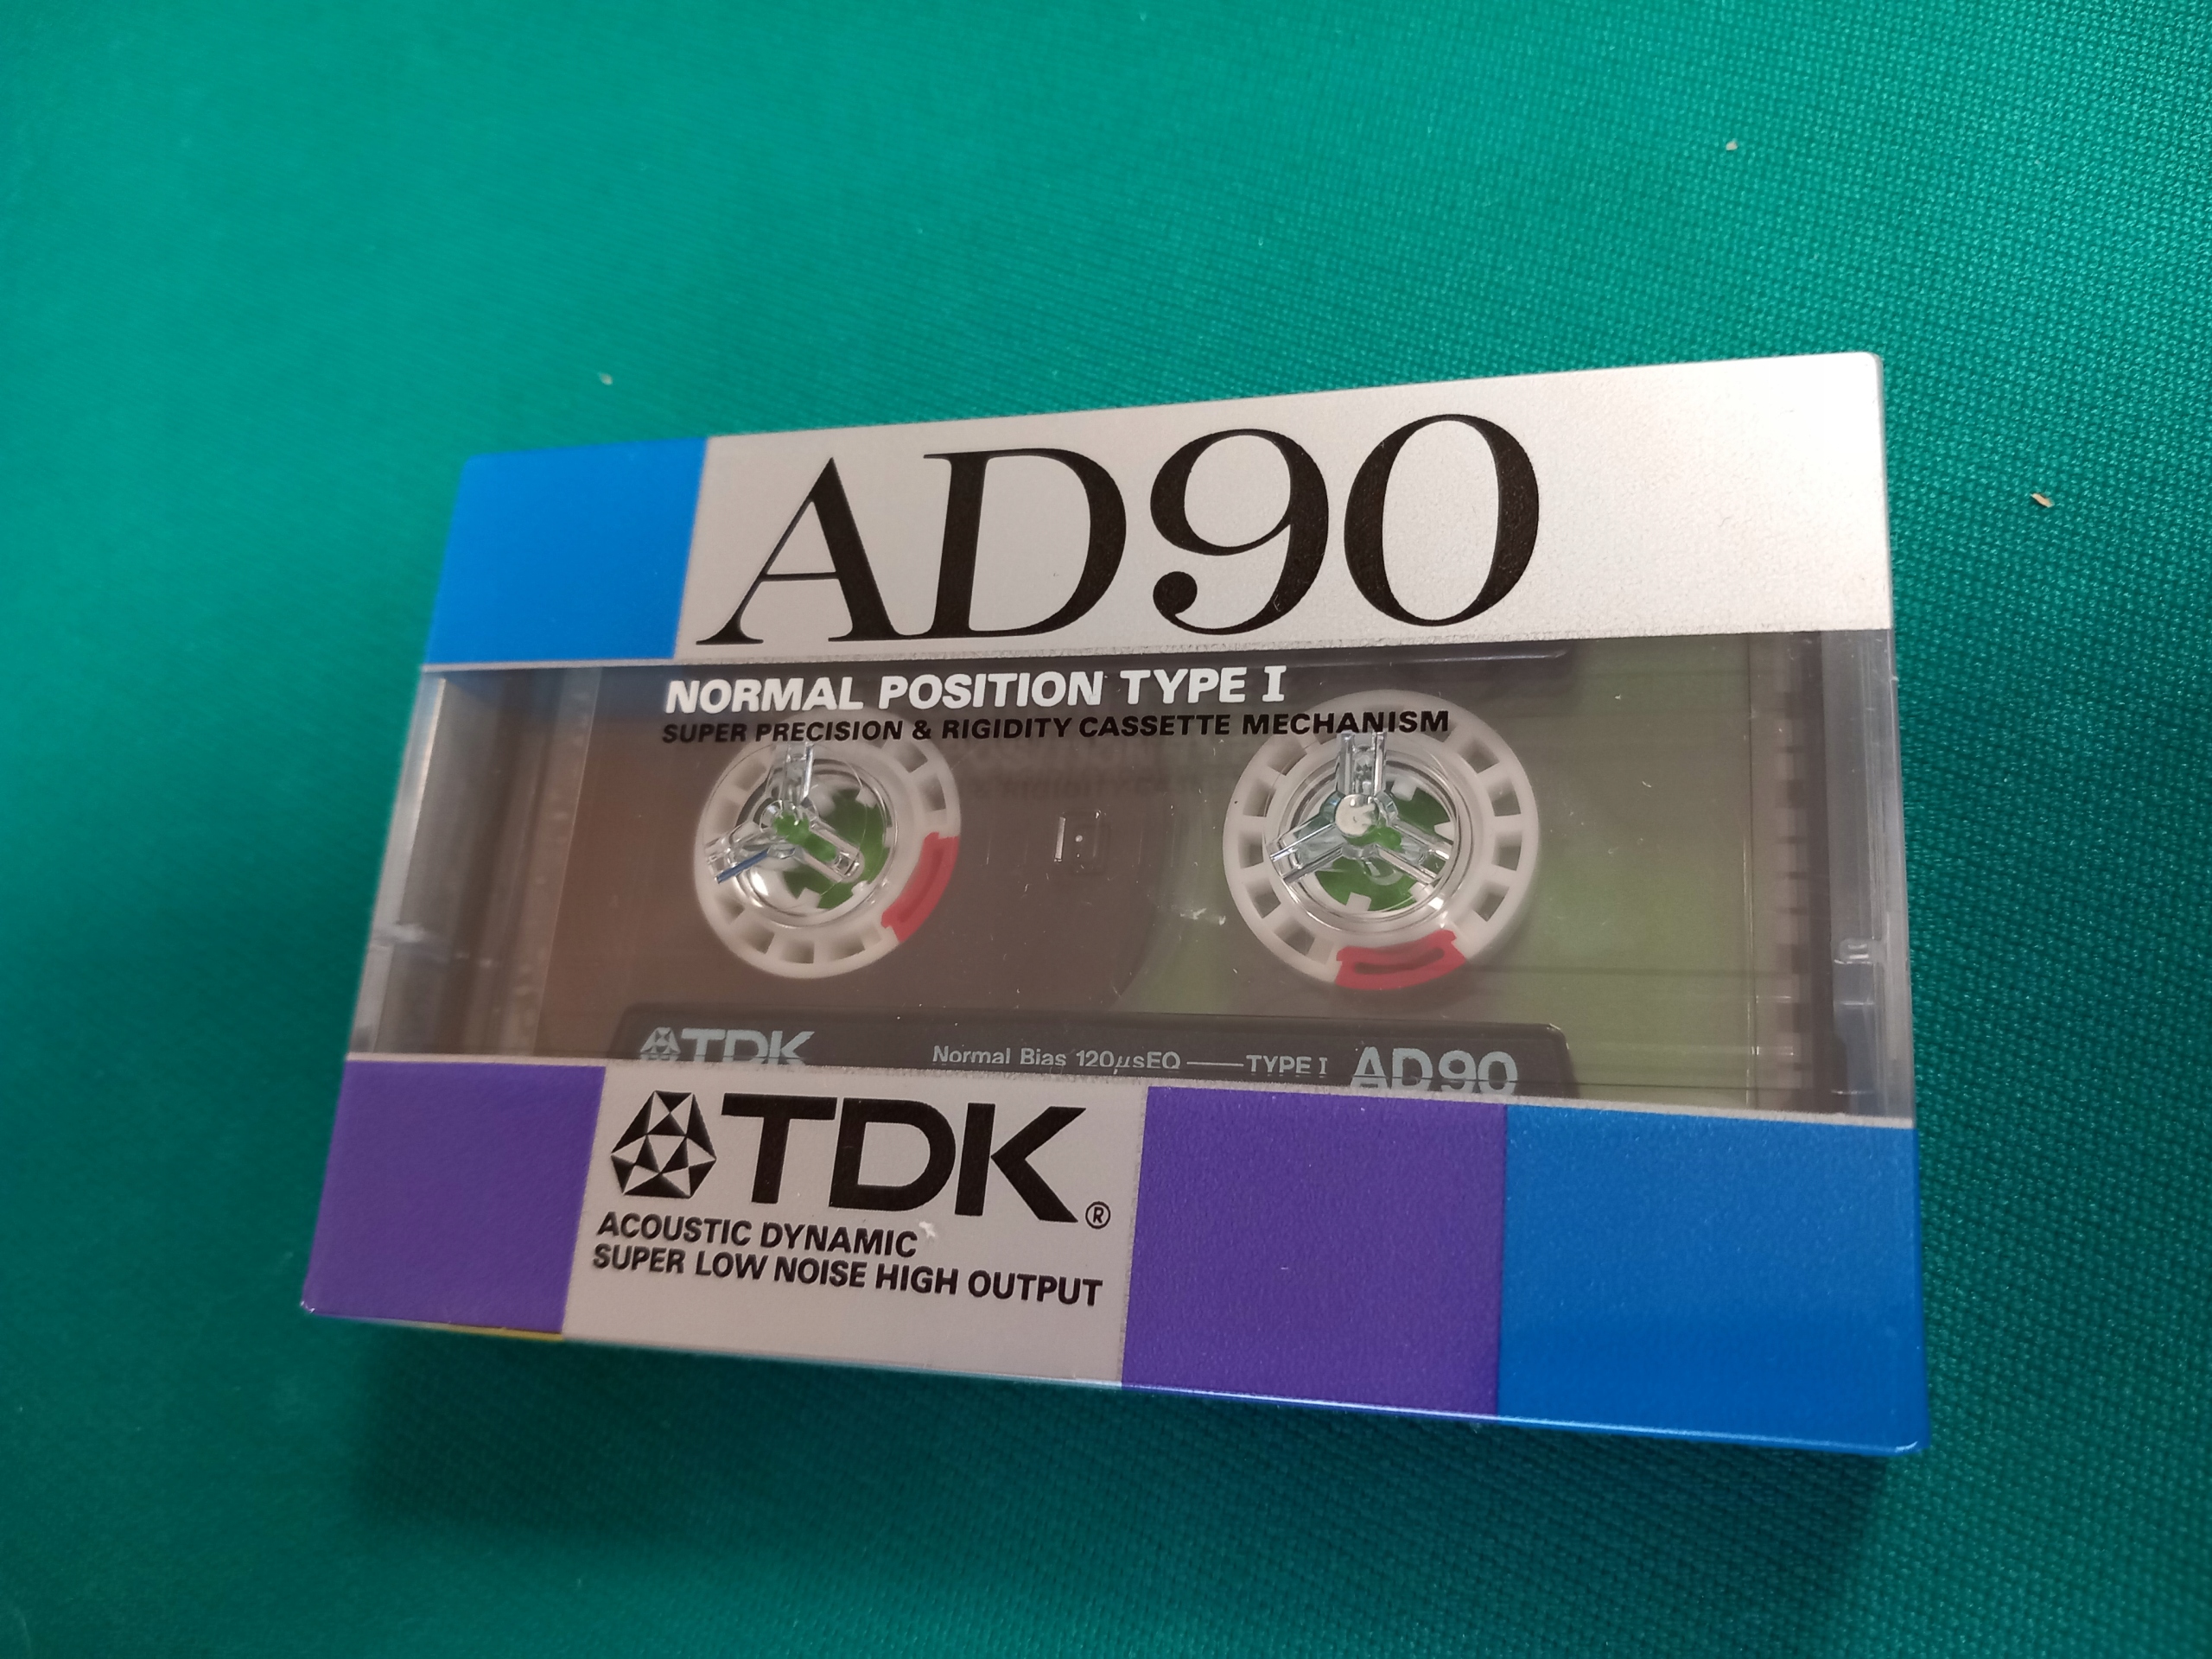 AD90
NORMAL POSITION TYPE I
SUPER PRECISION & RIGIDITY CASSETTE MECHANISM
TDK Normal Bias 120µsEQ — TYPE I AD90
TDK®
ACOUSTIC DYNAMIC
SUPER LOW NOISE HIGH OUTPUT